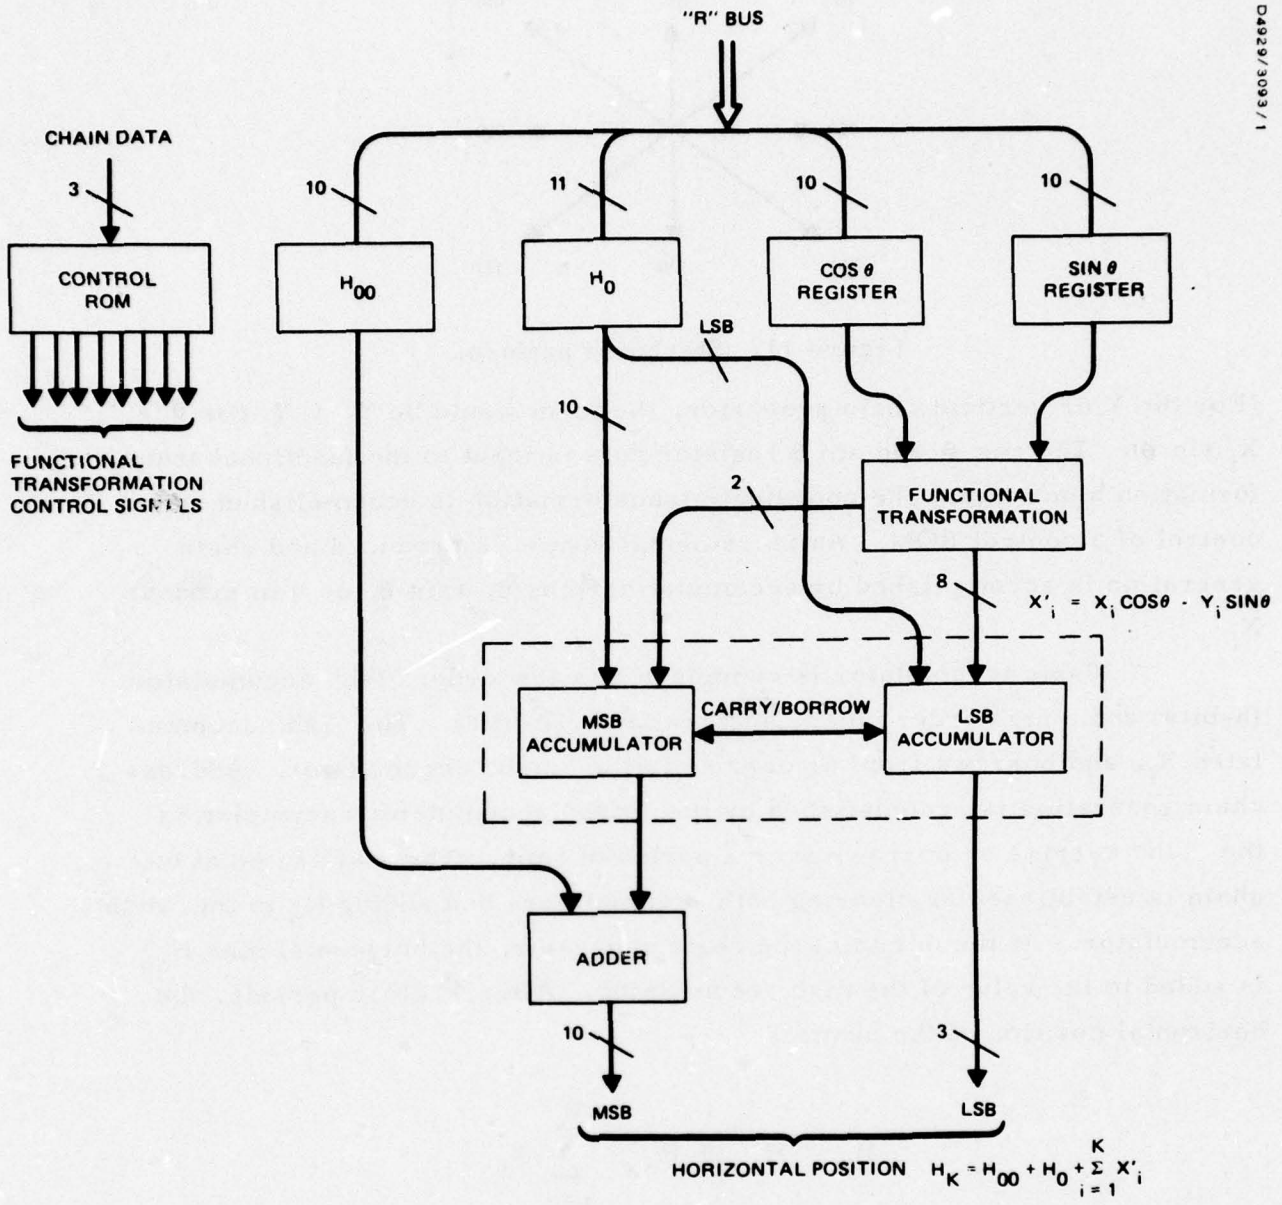 "R" BUS
D4929/3093/1
CHAIN DATA
3
10
11
10
10
CONTROL
ROM
H00
H0
COS θ
REGISTER
SIN θ
REGISTER
LSB
10
FUNCTIONAL
TRANSFORMATION
CONTROL SIGNALS
2
FUNCTIONAL
TRANSFORMATION
8
X'i = Xi COSθ - Yi SINθ
MSB
ACCUMULATOR
CARRY/BORROW
LSB
ACCUMULATOR
ADDER
10
3
MSB
LSB
HORIZONTAL POSITION HK = H00 + H0 + K Σ i = 1 X'i